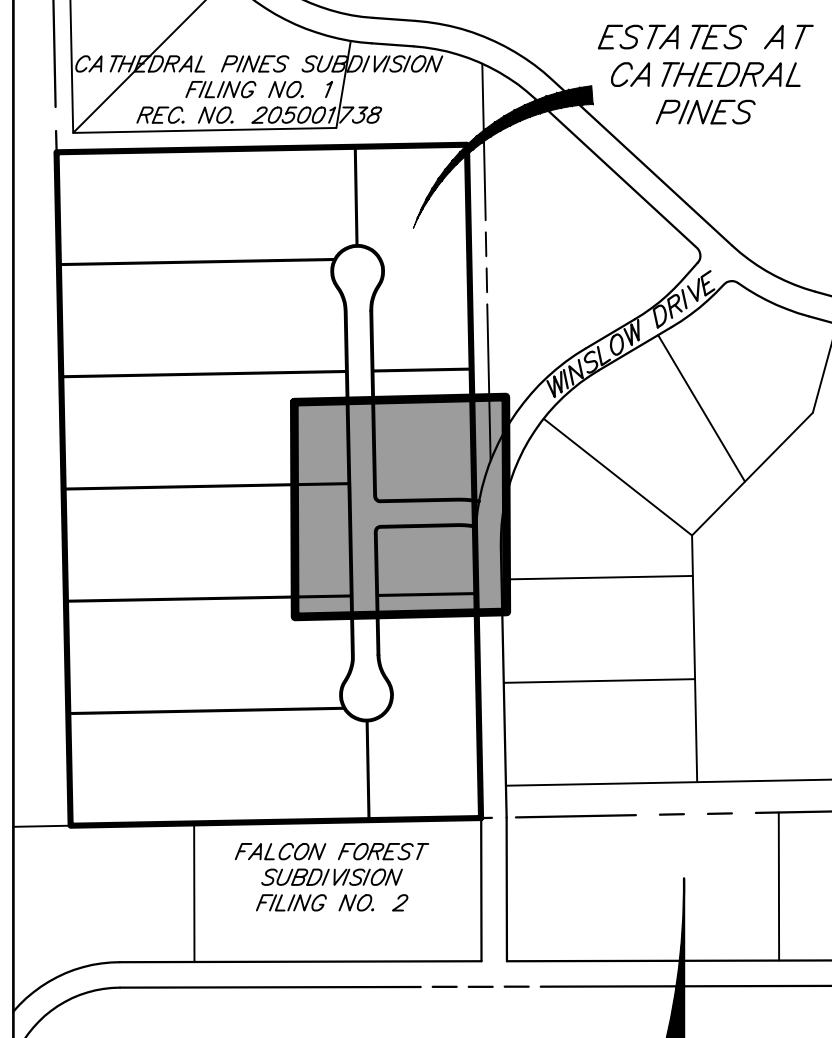 ESTATES AT
CATHEDRAL
PINES
CATHEDRAL PINES SUBDIVISION
FILING NO. 1
REC. NO. 205001738
WINSLOW DRIVE
FALCON FOREST
SUBDIVISION
FILING NO. 2